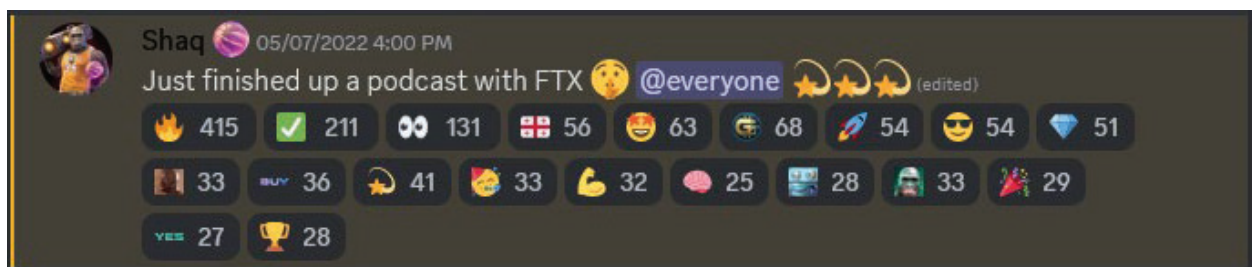 Shaq 05/07/2022 4:00 PM
Just finished up a podcast with FTX 🤫 @everyone 💫💫💫 (edited)
🔥 415 ✅ 211 👀 131 🇬🇪 56 🤩 63 68 🚀 54 😎 54 💎 51
33 BUY 36 💫 41 🥳 33 💪 32 🧠 25 28 33 🎉 29
YES 27 🏆 28